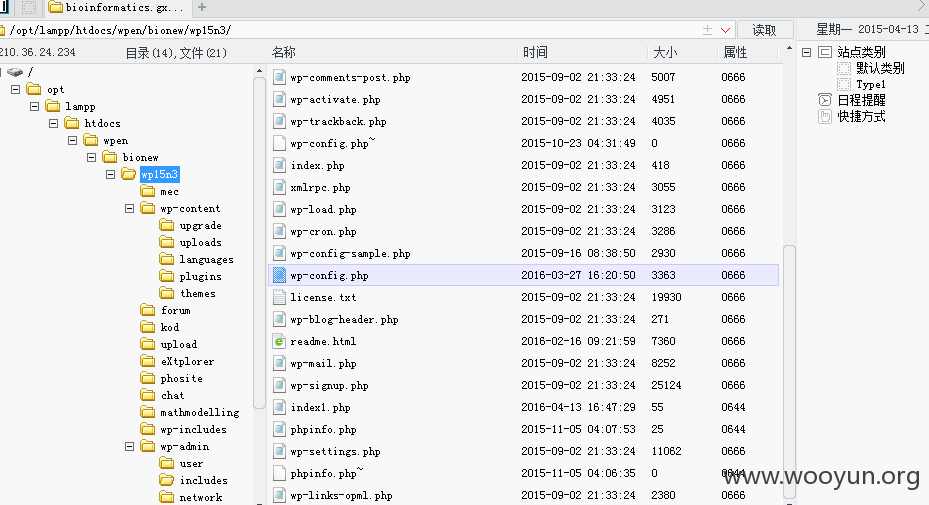 bioinformatics.gx...
/opt/lampp/htdocs/wpen/bionew/wp15n3/
读取
星期一 2015-04-13
210.36.24.234 目录(14),文件(21)
名称 时间 大小 属性
/
opt
lampp
htdocs
wpen
bionew
wp15n3
mec
wp-content
upgrade
uploads
languages
plugins
themes
forum
kod
upload
eXtplorer
phosite
chat
mathmodelling
wp-includes
wp-admin
user
includes
network
wp-comments-post.php 2015-09-02 21:33:24 5007 0666
wp-activate.php 2015-09-02 21:33:24 4951 0666
wp-trackback.php 2015-09-02 21:33:24 4035 0666
wp-config.php~ 2015-10-23 04:31:49 0 0666
index.php 2015-09-02 21:33:24 418 0666
xmlrpc.php 2015-09-02 21:33:24 3055 0666
wp-load.php 2015-09-02 21:33:24 3123 0666
wp-cron.php 2015-09-02 21:33:24 3286 0666
wp-config-sample.php 2015-09-16 08:38:50 2930 0666
wp-config.php 2016-03-27 16:20:50 3363 0666
license.txt 2015-09-02 21:33:24 19930 0666
wp-blog-header.php 2015-09-02 21:33:24 271 0666
readme.html 2016-02-16 09:21:59 7360 0666
wp-mail.php 2015-09-02 21:33:24 8252 0666
wp-signup.php 2015-09-02 21:33:24 25124 0666
index1.php 2016-04-13 16:47:29 55 0644
phpinfo.php 2015-11-05 04:07:53 25 0644
wp-settings.php 2015-09-02 21:33:24 11062 0666
phpinfo.php~ 2015-11-05 04:06:35 0 0644
wp-links-opml.php 2015-09-02 21:33:24 2380 0666
站点类别
默认类别
Type1
日程提醒
快捷方式
www.wooyun.org